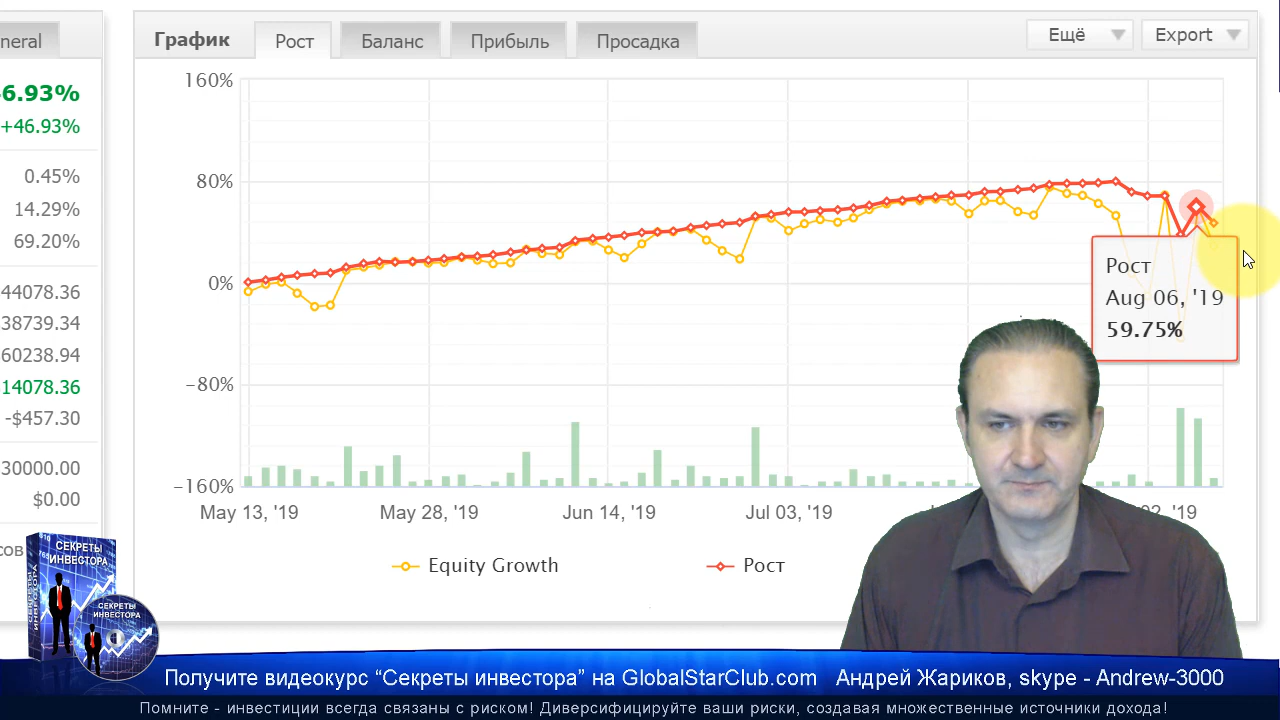 neral
График
Рост
Баланс
Прибыль
Просадка
Ещё
Export
6.93%
+46.93%
0.45%
14.29%
69.20%
44078.36
38739.34
60238.94
14078.36
-$457.30
30000.00
$0.00
сов
160%
80%
0%
−80%
−160%
May 13, '19
May 28, '19
Jun 14, '19
Jul 03, '19
02, '19
Рост
Aug 06, '19
59.75%
Equity Growth
Рост
СЕКРЕТЫ
ИНВЕСТОРА
СЕКРЕТЫ
ИНВЕСТОРА
СЕКРЕТЫ
ИНВЕСТОРА
Получите видеокурс “Секреты инвестора” на GlobalStarClub.com Андрей Жариков, skype - Andrew-3000
Помните - инвестиции всегда связаны с риском! Диверсифицируйте ваши риски, создавая множественные источники дохода!